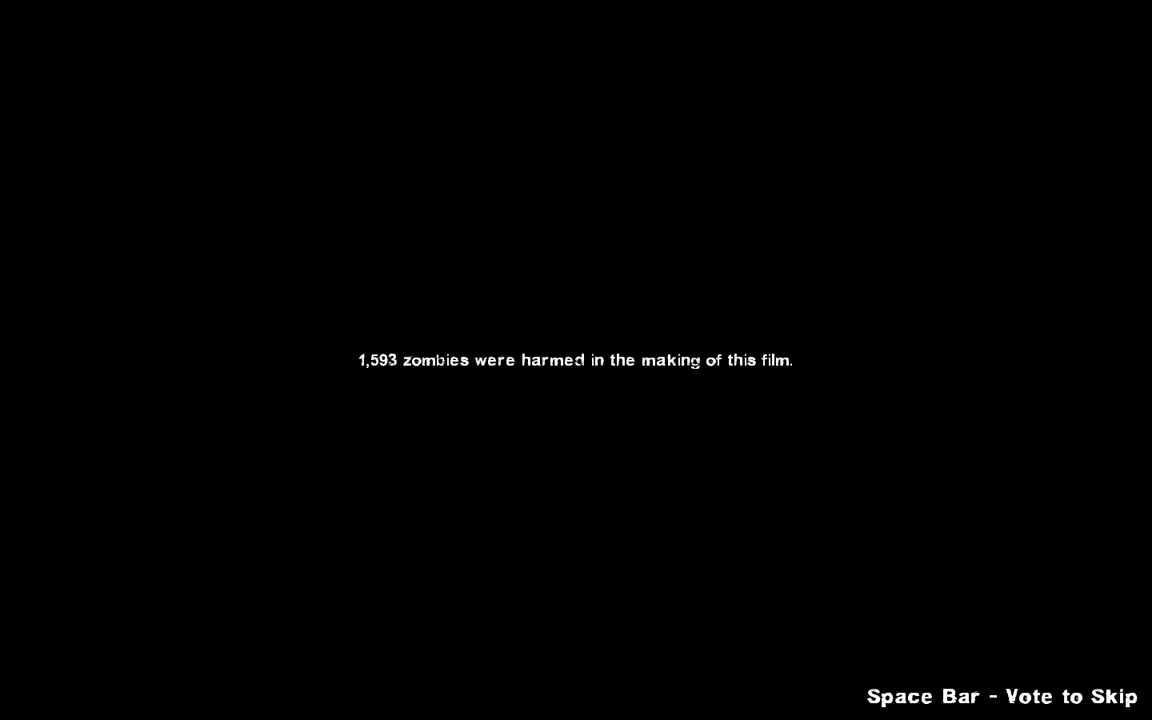 1,593 zombies were harmed in the making of this film.
Space Bar - Vote to Skip